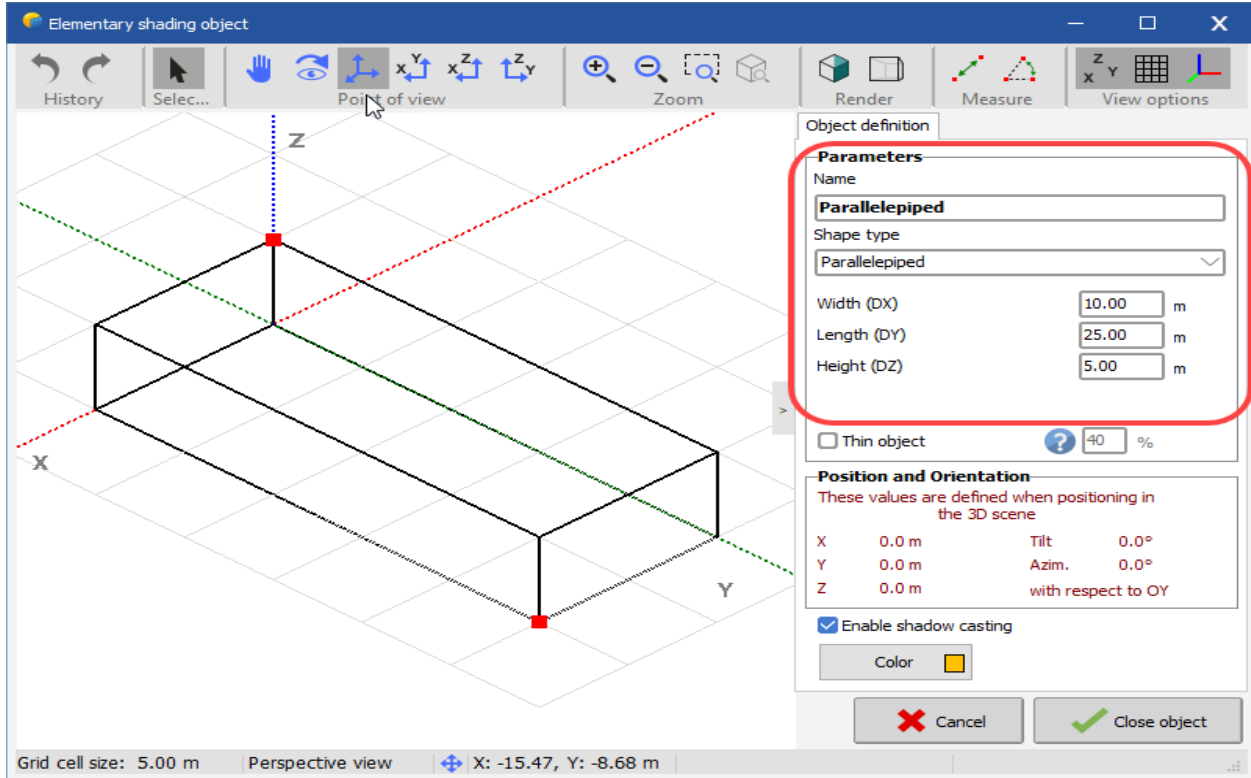 Elementary shading object
History
Selec...
Point of view
Zoom
Render
Measure
View options
X Y
X Z
Z Y
Z
X Y
Z
X
Y
>
Object definition
Parameters
Name
Parallelepiped
Shape type
Parallelepiped
Width (DX) 10.00 m
Length (DY) 25.00 m
Height (DZ) 5.00 m
Thin object ? 40 %
Position and Orientation
These values are defined when positioning in
the 3D scene
X 0.0 m Tilt 0.0°
Y 0.0 m Azim. 0.0°
Z 0.0 m with respect to OY
Enable shadow casting
Color
Cancel Close object
Grid cell size: 5.00 m Perspective view X: -15.47, Y: -8.68 m